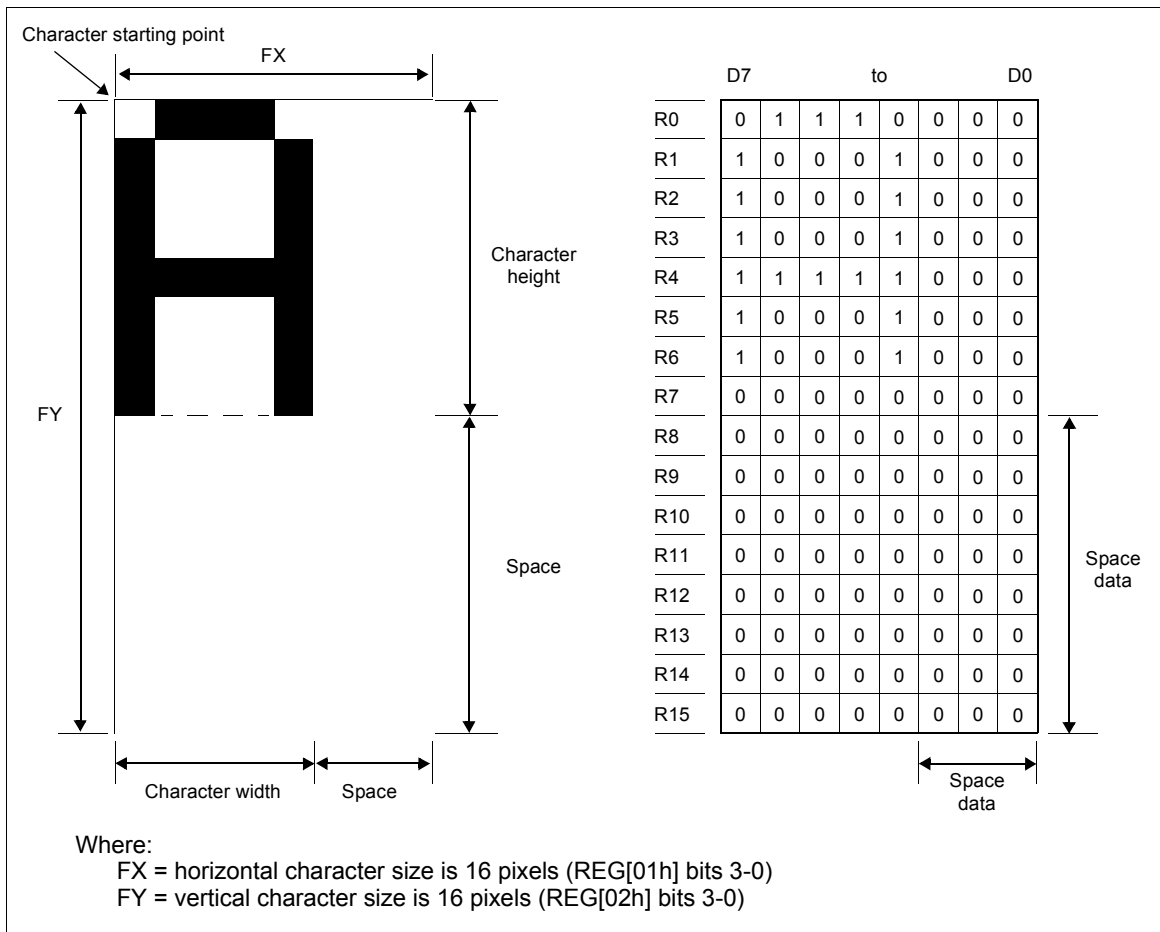 Character starting point
FX
D7 to D0
R0 0 1 1 1 0 0 0 0
R1 1 0 0 0 1 0 0 0
R2 1 0 0 0 1 0 0 0
R3 1 0 0 0 1 0 0 0
Character
height
R4 1 1 1 1 1 0 0 0
R5 1 0 0 0 1 0 0 0
R6 1 0 0 0 1 0 0 0
R7 0 0 0 0 0 0 0 0
FY
R8 0 0 0 0 0 0 0 0
R9 0 0 0 0 0 0 0 0
R10 0 0 0 0 0 0 0 0
R11 0 0 0 0 0 0 0 0
Space
Space
data
R12 0 0 0 0 0 0 0 0
R13 0 0 0 0 0 0 0 0
R14 0 0 0 0 0 0 0 0
R15 0 0 0 0 0 0 0 0
Character width Space
Space
data
Where:
FX = horizontal character size is 16 pixels (REG[01h] bits 3-0)
FY = vertical character size is 16 pixels (REG[02h] bits 3-0)